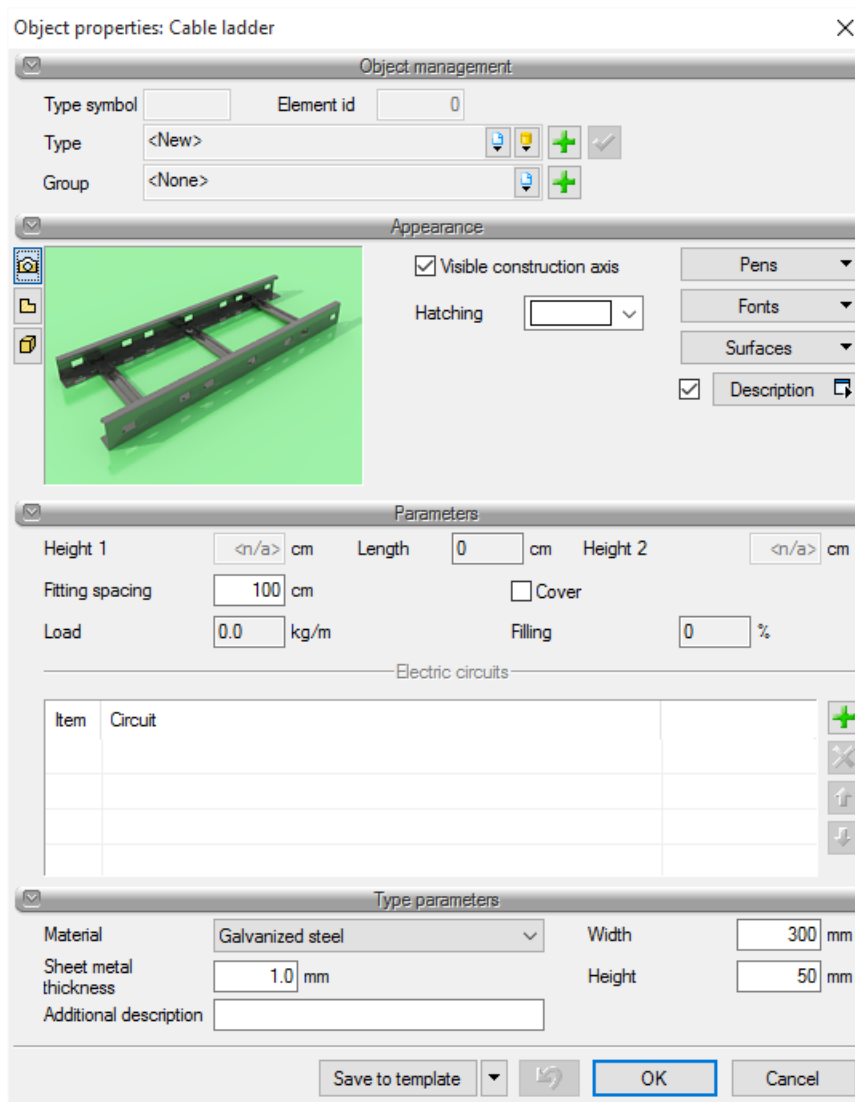 Object properties: Cable ladder
Object management
Type symbol Element id 0
Type <New>
Group <None>
Appearance
Visible construction axis Pens
Hatching Fonts
Surfaces
Description
Parameters
Height 1 <n/a> cm Length 0 cm Height 2 <n/a> cm
Fitting spacing 100 cm Cover
Load 0.0 kg/m Filling 0 %
Electric circuits
Item Circuit
Type parameters
Material Galvanized steel Width 300 mm
Sheet metal
thickness 1.0 mm Height 50 mm
Additional description
Save to template OK Cancel